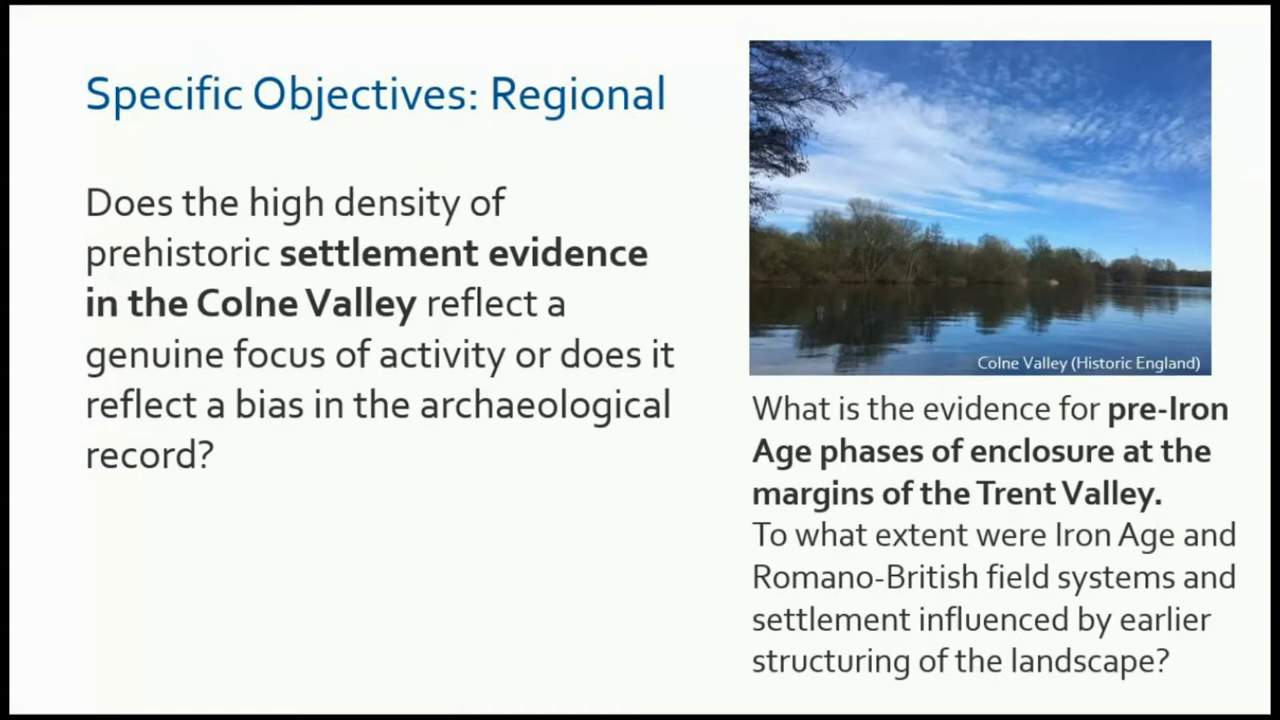 Specific Objectives: Regional
Does the high density of
prehistoric settlement evidence
in the Colne Valley reflect a
genuine focus of activity or does it
reflect a bias in the archaeological
record?
Colne Valley (Historic England)
What is the evidence for pre-Iron
Age phases of enclosure at the
margins of the Trent Valley.
To what extent were Iron Age and
Romano-British field systems and
settlement influenced by earlier
structuring of the landscape?